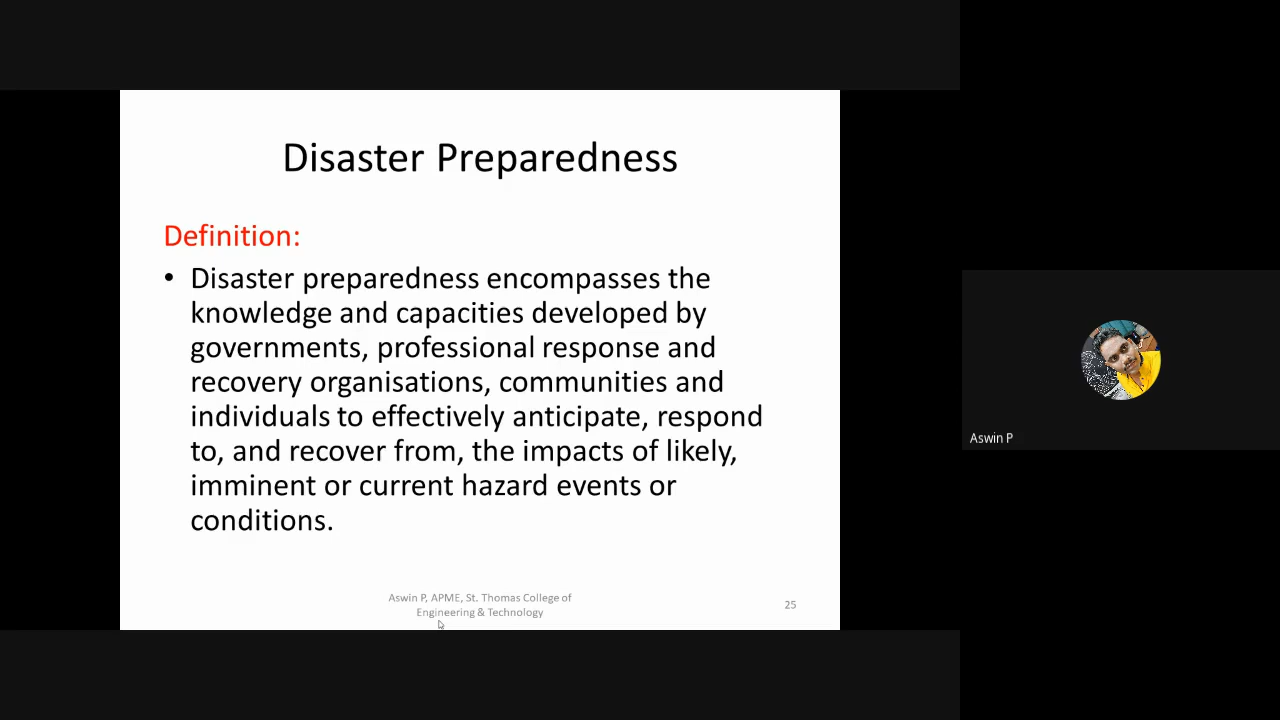 Disaster Preparedness
Definition:
• Disaster preparedness encompasses the
knowledge and capacities developed by
governments, professional response and
recovery organisations, communities and
individuals to effectively anticipate, respond
to, and recover from, the impacts of likely,
imminent or current hazard events or
conditions.
Aswin P, APME, St. Thomas College of
Engineering & Technology
25
Aswin P